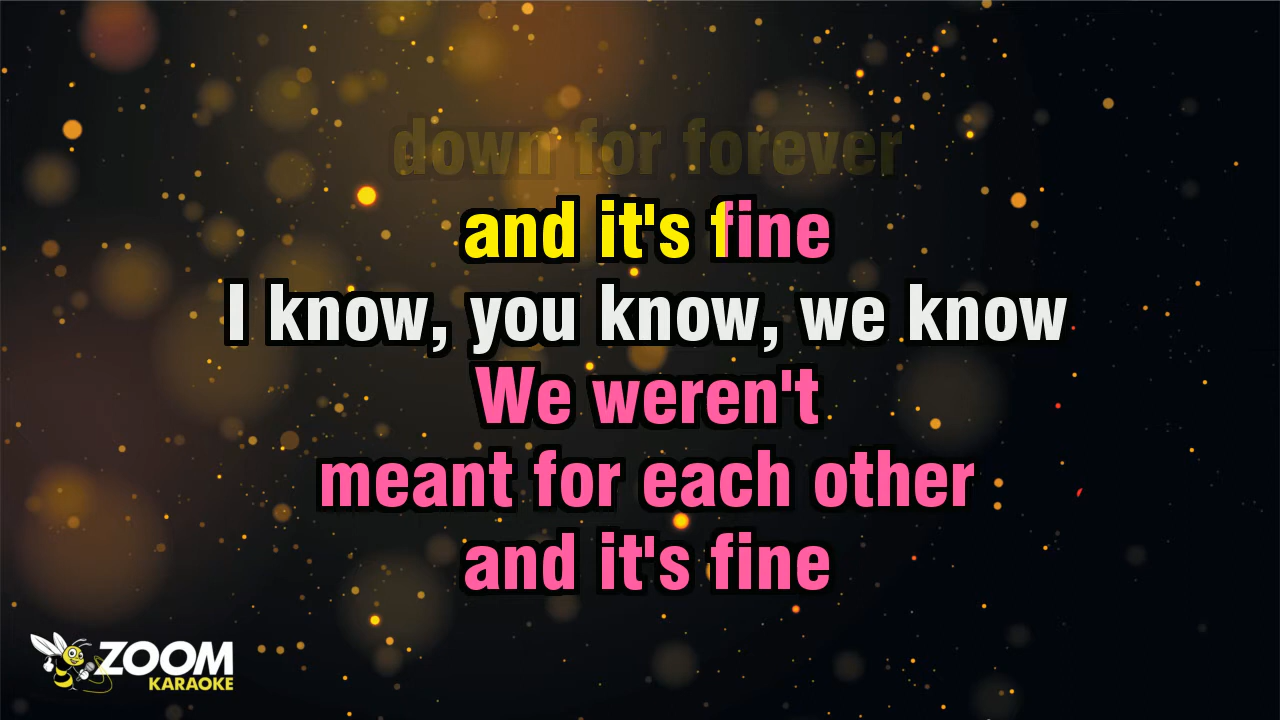 down for forever
and it's fine
I know, you know, we know
We weren't
meant for each other
and it's fine
ZOOM
KARAOKE